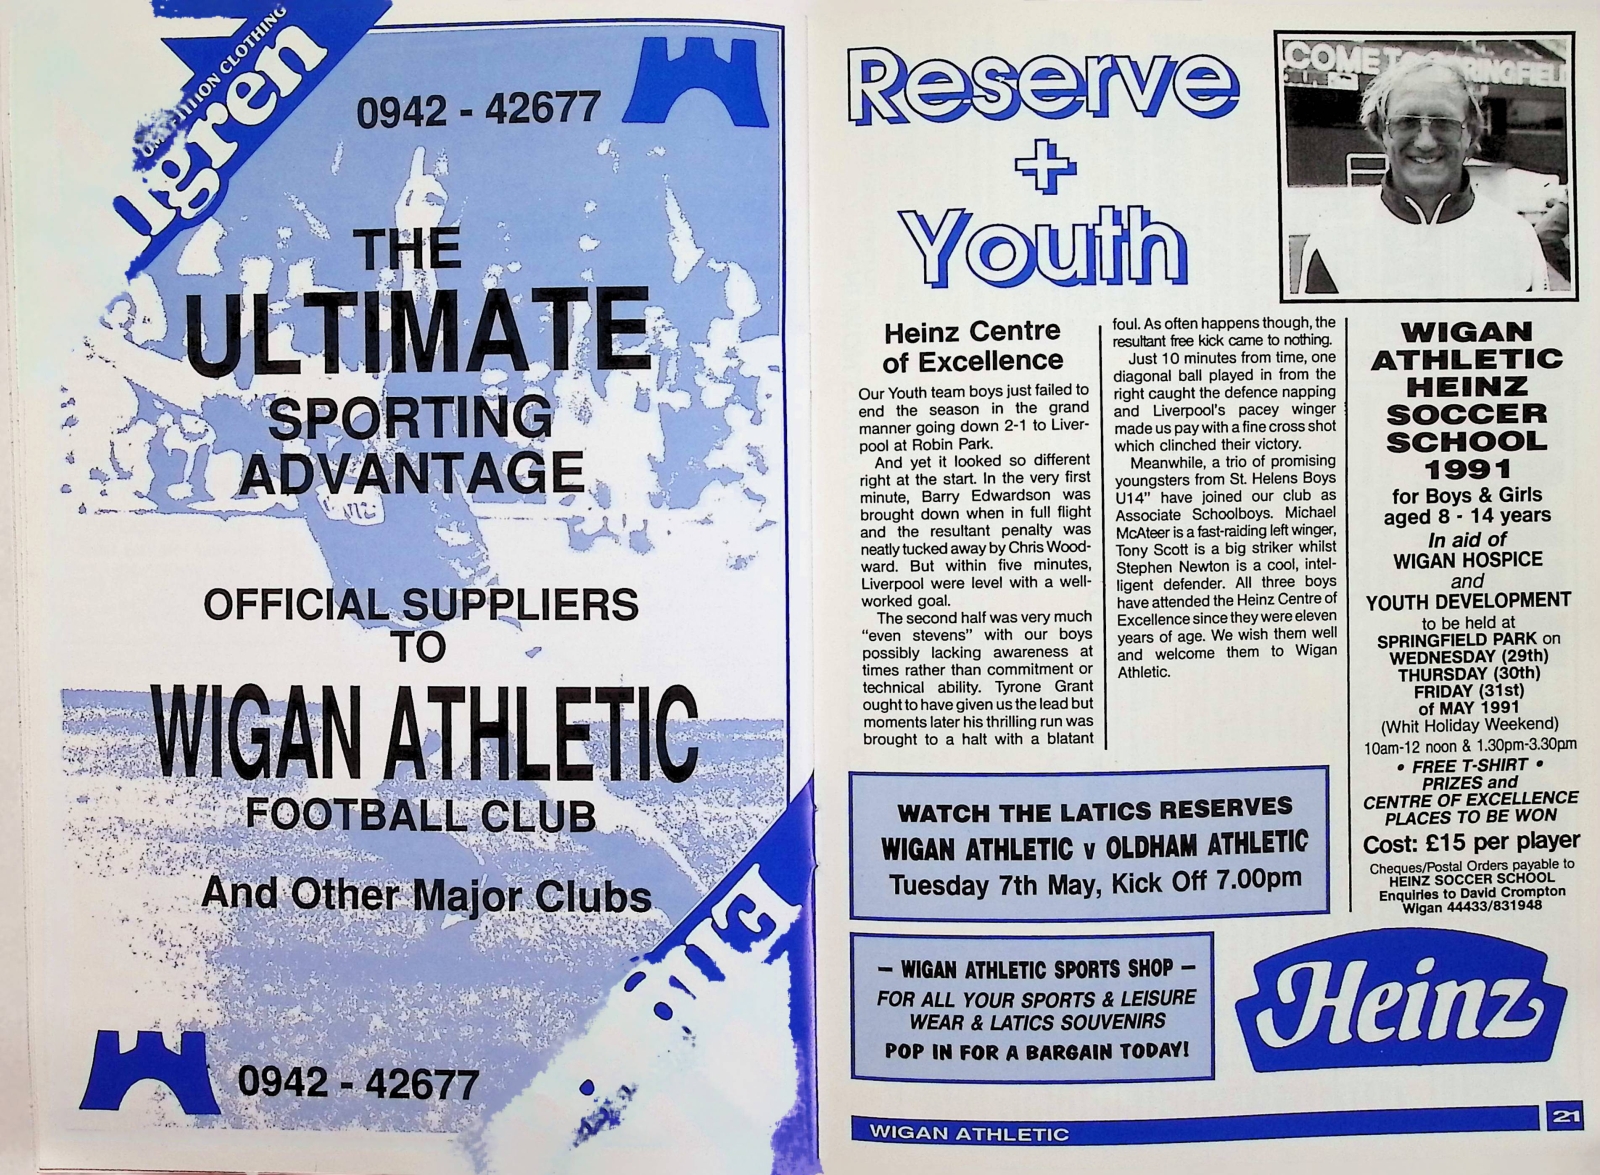 0942 - 42677
THE
ULTIMATE
SPORTING
ADVANTAGE
OFFICIAL SUPPLIERS
TO
WIGAN ATHLETIC
FOOTBALL CLUB
And Other Major Clubs
0942 - 42677
Reserve
+
Youth
COME TO SPRINGFIELD
Heinz Centre
of Excellence
Our Youth team boys just failed to
end the season in the grand
manner going down 2-1 to Liver-
pool at Robin Park.
And yet it looked so different
right at the start. In the very first
minute, Barry Edwardson was
brought down when in full flight
and the resultant penalty was
neatly tucked away by Chris Wood-
ward. But within five minutes,
Liverpool were level with a well-
worked goal.
The second half was very much
"even stevens" with our boys
possibly lacking awareness at
times rather than commitment or
technical ability. Tyrone Grant
ought to have given us the lead but
moments later his thrilling run was
brought to a halt with a blatant
foul. As often happens though, the
resultant free kick came to nothing.
Just 10 minutes from time, one
diagonal ball played in from the
right caught the defence napping
and Liverpool's pacey winger
made us pay with a fine cross shot
which clinched their victory.
Meanwhile, a trio of promising
youngsters from St. Helens Boys
U14" have joined our club as
Associate Schoolboys. Michael
McAteer is a fast-raiding left winger,
Tony Scott is a big striker whilst
Stephen Newton is a cool, intel-
ligent defender. All three boys
have attended the Heinz Centre of
Excellence since they were eleven
years of age. We wish them well
and welcome them to Wigan
Athletic.
WIGAN
ATHLETIC
HEINZ
SOCCER
SCHOOL
1991
for Boys & Girls
aged 8 - 14 years
In aid of
WIGAN HOSPICE
and
YOUTH DEVELOPMENT
to be held at
SPRINGFIELD PARK on
WEDNESDAY (29th)
THURSDAY (30th)
FRIDAY (31st)
of MAY 1991
(Whit Holiday Weekend)
10am-12 noon & 1.30pm-3.30pm
• FREE T-SHIRT •
PRIZES and
CENTRE OF EXCELLENCE
PLACES TO BE WON
Cost: £15 per player
Cheques/Postal Orders payable to
HEINZ SOCCER SCHOOL
Enquiries to David Crompton
Wigan 44433/831948
WATCH THE LATICS RESERVES
WIGAN ATHLETIC v OLDHAM ATHLETIC
Tuesday 7th May, Kick Off 7.00pm
– WIGAN ATHLETIC SPORTS SHOP –
FOR ALL YOUR SPORTS & LEISURE
WEAR & LATICS SOUVENIRS
POP IN FOR A BARGAIN TODAY!
Heinz
WIGAN ATHLETIC
21